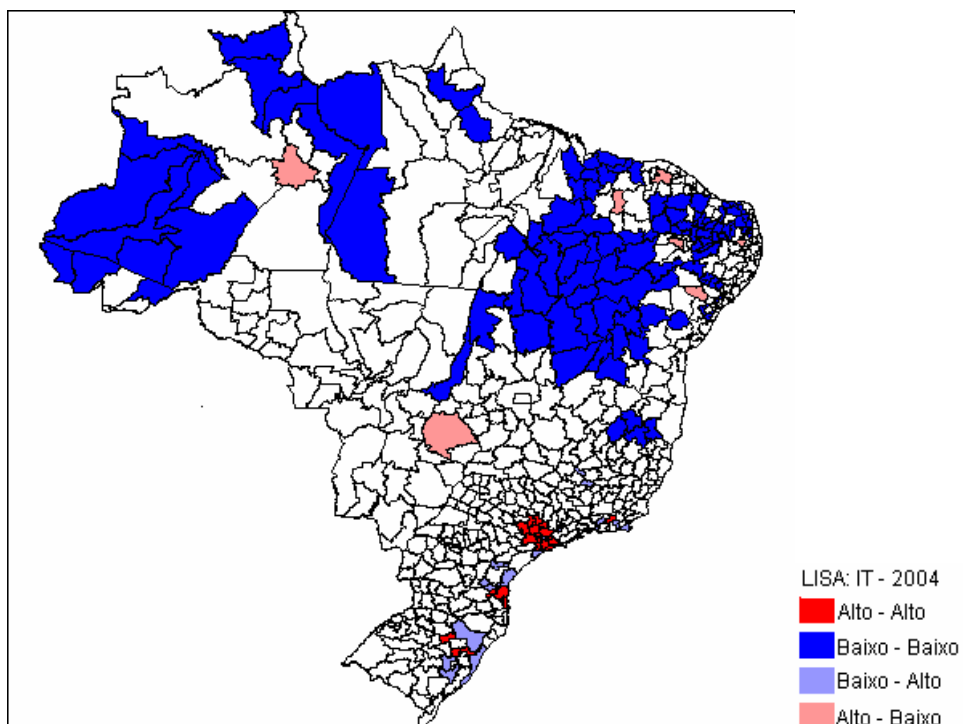 LISA: IT - 2004
Alto - Alto
Baixo - Baixo
Baixo - Alto
Alto - Baixo